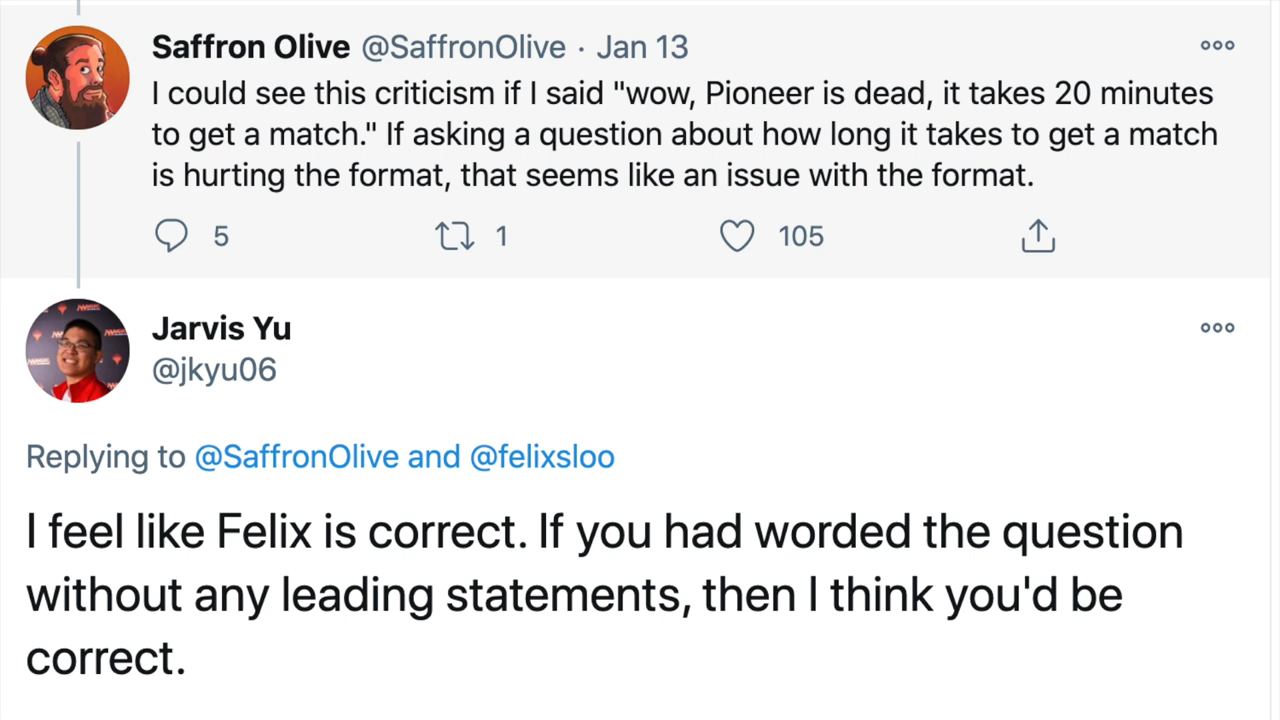 Saffron Olive @SaffronOlive · Jan 13
I could see this criticism if I said "wow, Pioneer is dead, it takes 20 minutes
to get a match." If asking a question about how long it takes to get a match
is hurting the format, that seems like an issue with the format.
5 1 105
Jarvis Yu
@jkyu06
Replying to @SaffronOlive and @felixsloo
I feel like Felix is correct. If you had worded the question
without any leading statements, then I think you'd be
correct.